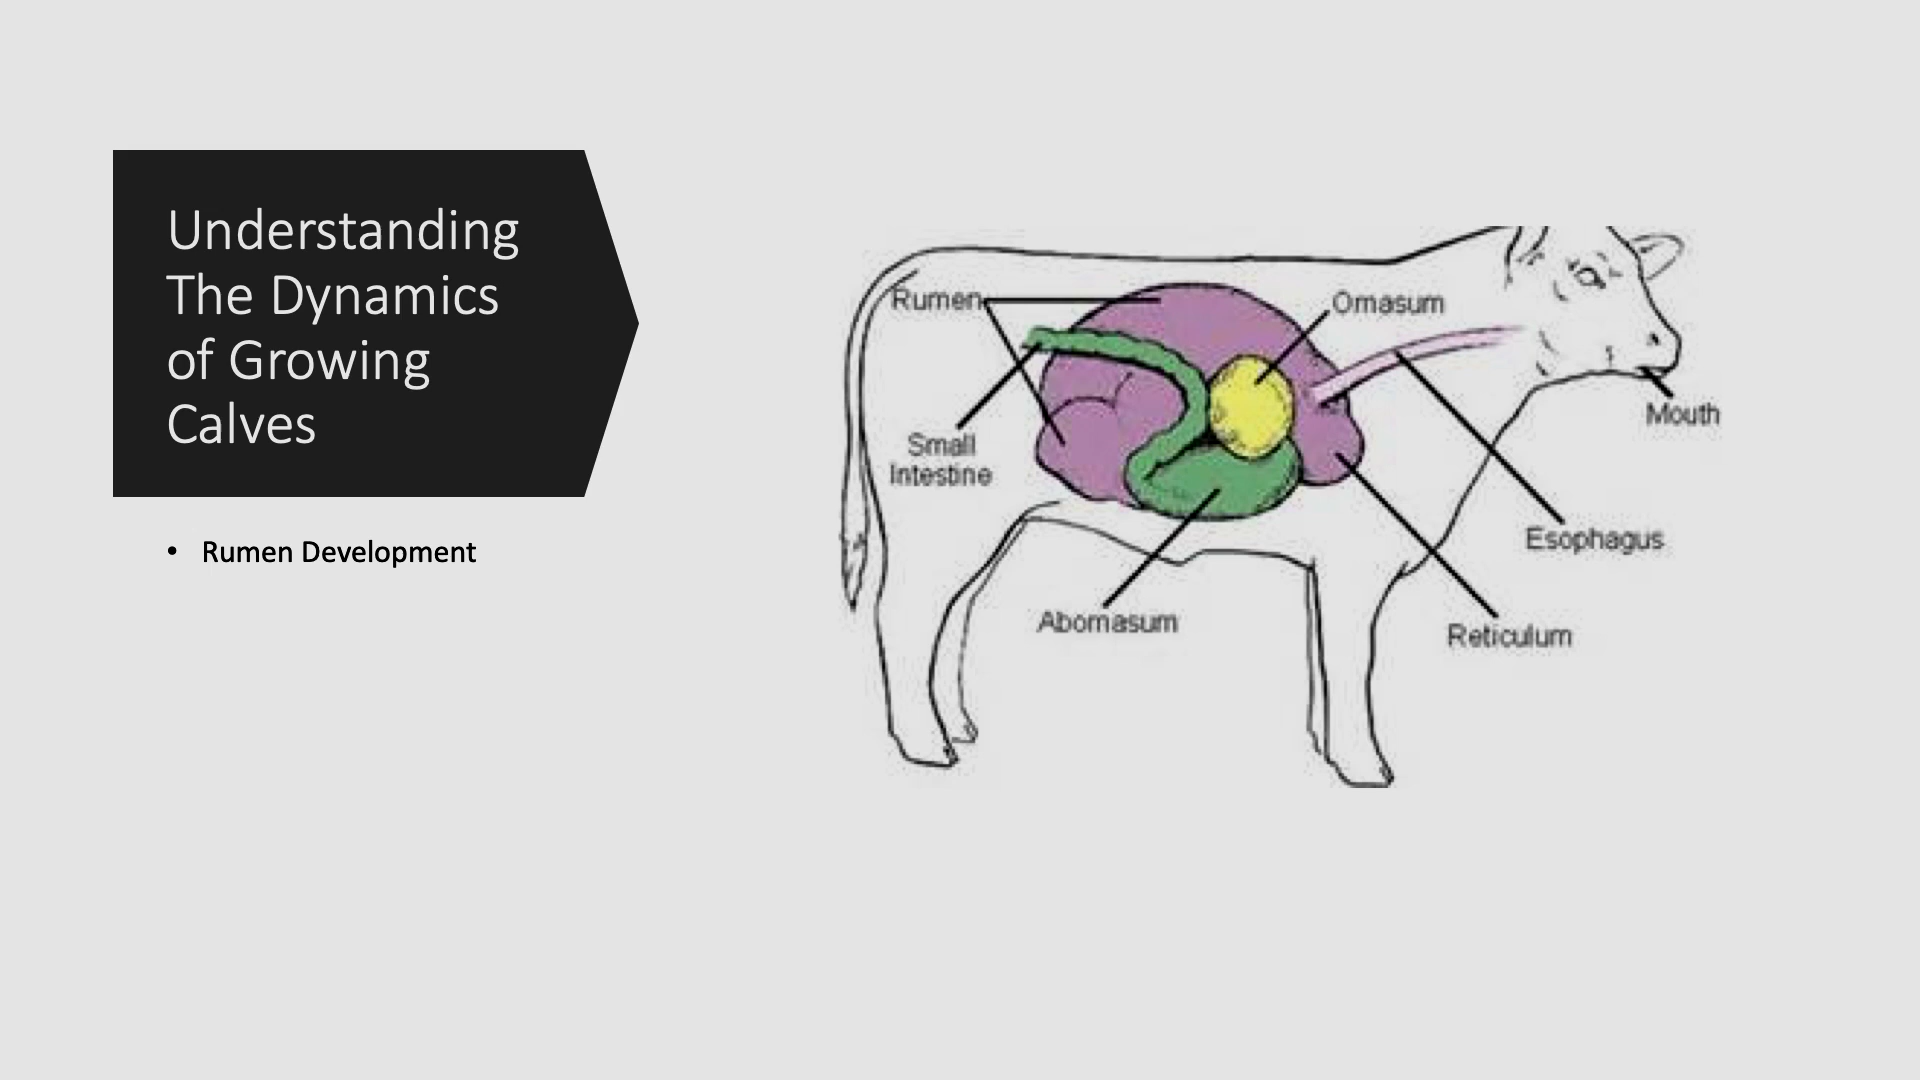 Understanding
The Dynamics
of Growing
Calves
• Rumen Development
Rumen
Omasum
Mouth
Small
Intestine
Esophagus
Abomasum
Reticulum